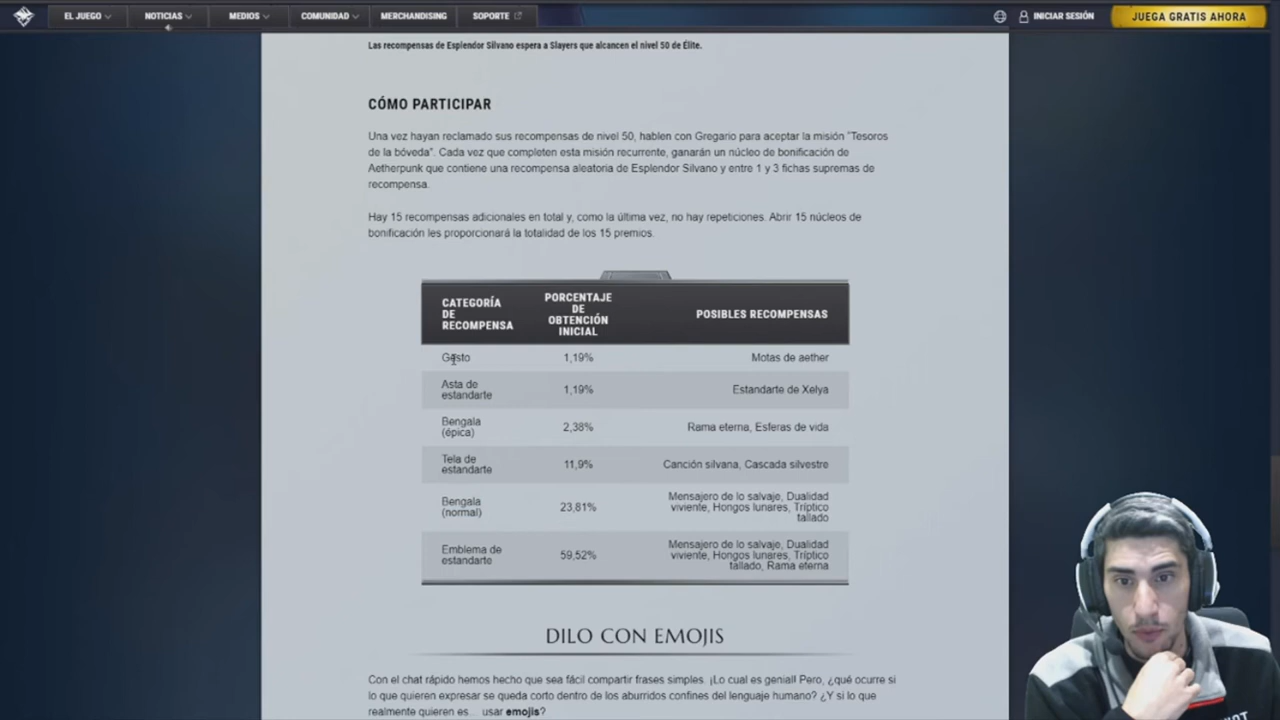 EL JUEGO NOTICIAS MEDIOS COMUNIDAD MERCHANDISING SOPORTE INICIAR SESIÓN JUEGA GRATIS AHORA
Las recompensas de Esplendor Silvano espera a Slayers que alcancen el nivel 50 de Élite.
CÓMO PARTICIPAR
Una vez hayan reclamado sus recompensas de nivel 50, hablen con Gregario para aceptar la misión "Tesoros
de la bóveda". Cada vez que completen esta misión recurrente, ganarán un núcleo de bonificación de
Aetherpunk que contiene una recompensa aleatoria de Esplendor Silvano y entre 1 y 3 fichas supremas de
recompensa.
Hay 15 recompensas adicionales en total y, como la última vez, no hay repeticiones. Abrir 15 núcleos de
bonificación les proporcionará la totalidad de los 15 premios.
CATEGORÍA
DE
RECOMPENSA
PORCENTAJE
DE
OBTENCIÓN
INICIAL
POSIBLES RECOMPENSAS
Gesto 1,19% Motas de aether
Asta de
estandarte
1,19%
Estandarte de Xelya
Bengala
(épica)
2,38%
Rama eterna, Esferas de vida
Tela de
estandarte
11,9%
Canción silvana, Cascada silvestre
Bengala
(normal)
23,81%
Mensajero de lo salvaje, Dualidad
viviente, Hongos lunares, Tríptico
tallado
Emblema de
estandarte
59,52%
Mensajero de lo salvaje, Dualidad
viviente, Hongos lunares, Tríptico
tallado, Rama eterna
DILO CON EMOJIS
Con el chat rápido hemos hecho que sea fácil compartir frases simples. ¡Lo cual es genial! Pero, ¿qué ocurre si
lo que quieren expresar se queda corto dentro de los aburridos confines del lenguaje humano? ¿Y si lo que
realmente quieren es... usar emojis?